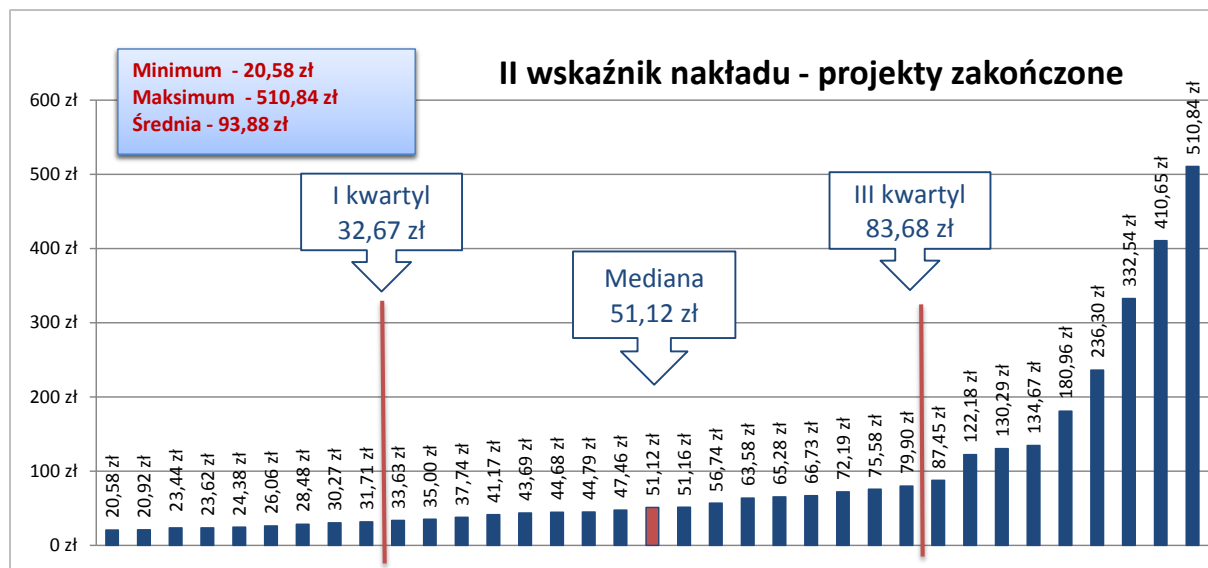 II wskaźnik nakładu - projekty zakończone
Minimum - 20,58 zł
Maksimum - 510,84 zł
Średnia - 93,88 zł
I kwartyl
32,67 zł
Mediana
51,12 zł
III kwartyl
83,68 zł
600 zł
500 zł
400 zł
300 zł
200 zł
100 zł
0 zł
20,58 zł
20,92 zł
23,44 zł
23,62 zł
24,38 zł
26,06 zł
28,48 zł
30,27 zł
31,71 zł
33,63 zł
35,00 zł
37,74 zł
41,17 zł
43,69 zł
44,68 zł
44,79 zł
47,46 zł
51,12 zł
51,16 zł
56,74 zł
63,58 zł
65,28 zł
66,73 zł
72,19 zł
75,58 zł
79,90 zł
87,45 zł
122,18 zł
130,29 zł
134,67 zł
180,96 zł
236,30 zł
332,54 zł
410,65 zł
510,84 zł